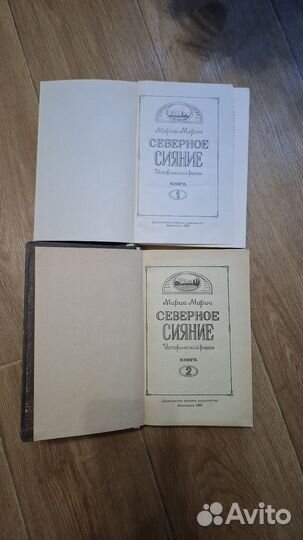 Мария Марич
СЕВЕРНОЕ
СИЯНИЕ
Исторический роман
КНИГА
1
Мария Марич
СЕВЕРНОЕ
СИЯНИЕ
Исторический роман
КНИГА
2
Avito